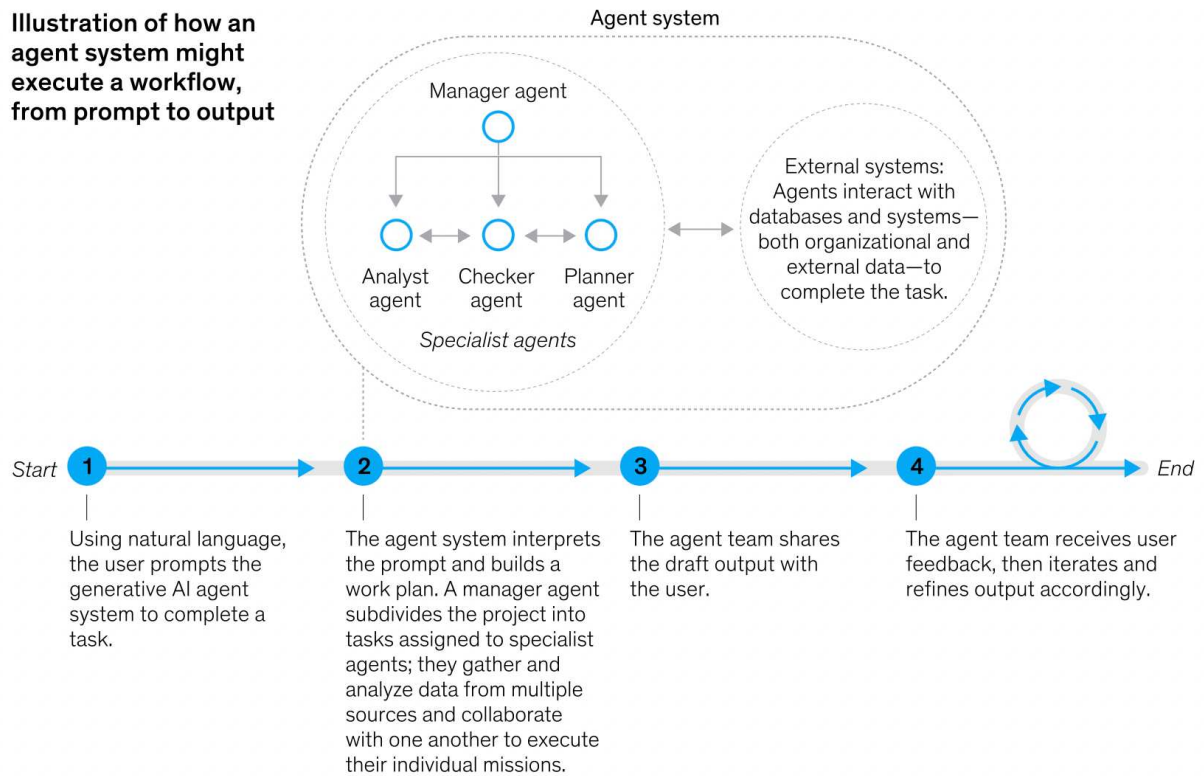 Illustration of how an
agent system might
execute a workflow,
from prompt to output
Agent system
Manager agent
Analyst
agent
Checker
agent
Planner
agent
Specialist agents
External systems:
Agents interact with
databases and systems—
both organizational and
external data—to
complete the task.
Start
1
2
3
4
End
Using natural language,
the user prompts the
generative AI agent
system to complete a
task.
The agent system interprets
the prompt and builds a
work plan. A manager agent
subdivides the project into
tasks assigned to specialist
agents; they gather and
analyze data from multiple
sources and collaborate
with one another to execute
their individual missions.
The agent team shares
the draft output with
the user.
The agent team receives user
feedback, then iterates and
refines output accordingly.